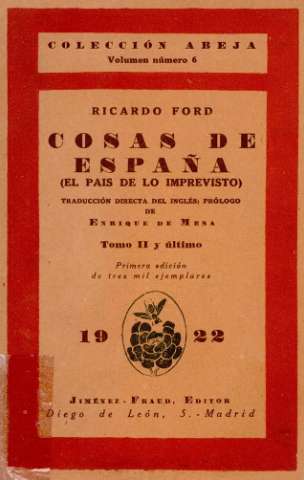 COLECCIÓN ABEJA
Volumen número 6
RICARDO FORD
COSAS DE
ESPAÑA
(EL PAIS DE LO IMPREVISTO)
TRADUCCIÓN DIRECTA DEL INGLÉS; PRÓLOGO
DE
ENRIQUE DE MESA
Tomo II y último
Primera edición
de tres mil ejemplares
19 22
JIMÉNEZ-FRAUD, EDITOR
Diego de León, 5.-Madrid